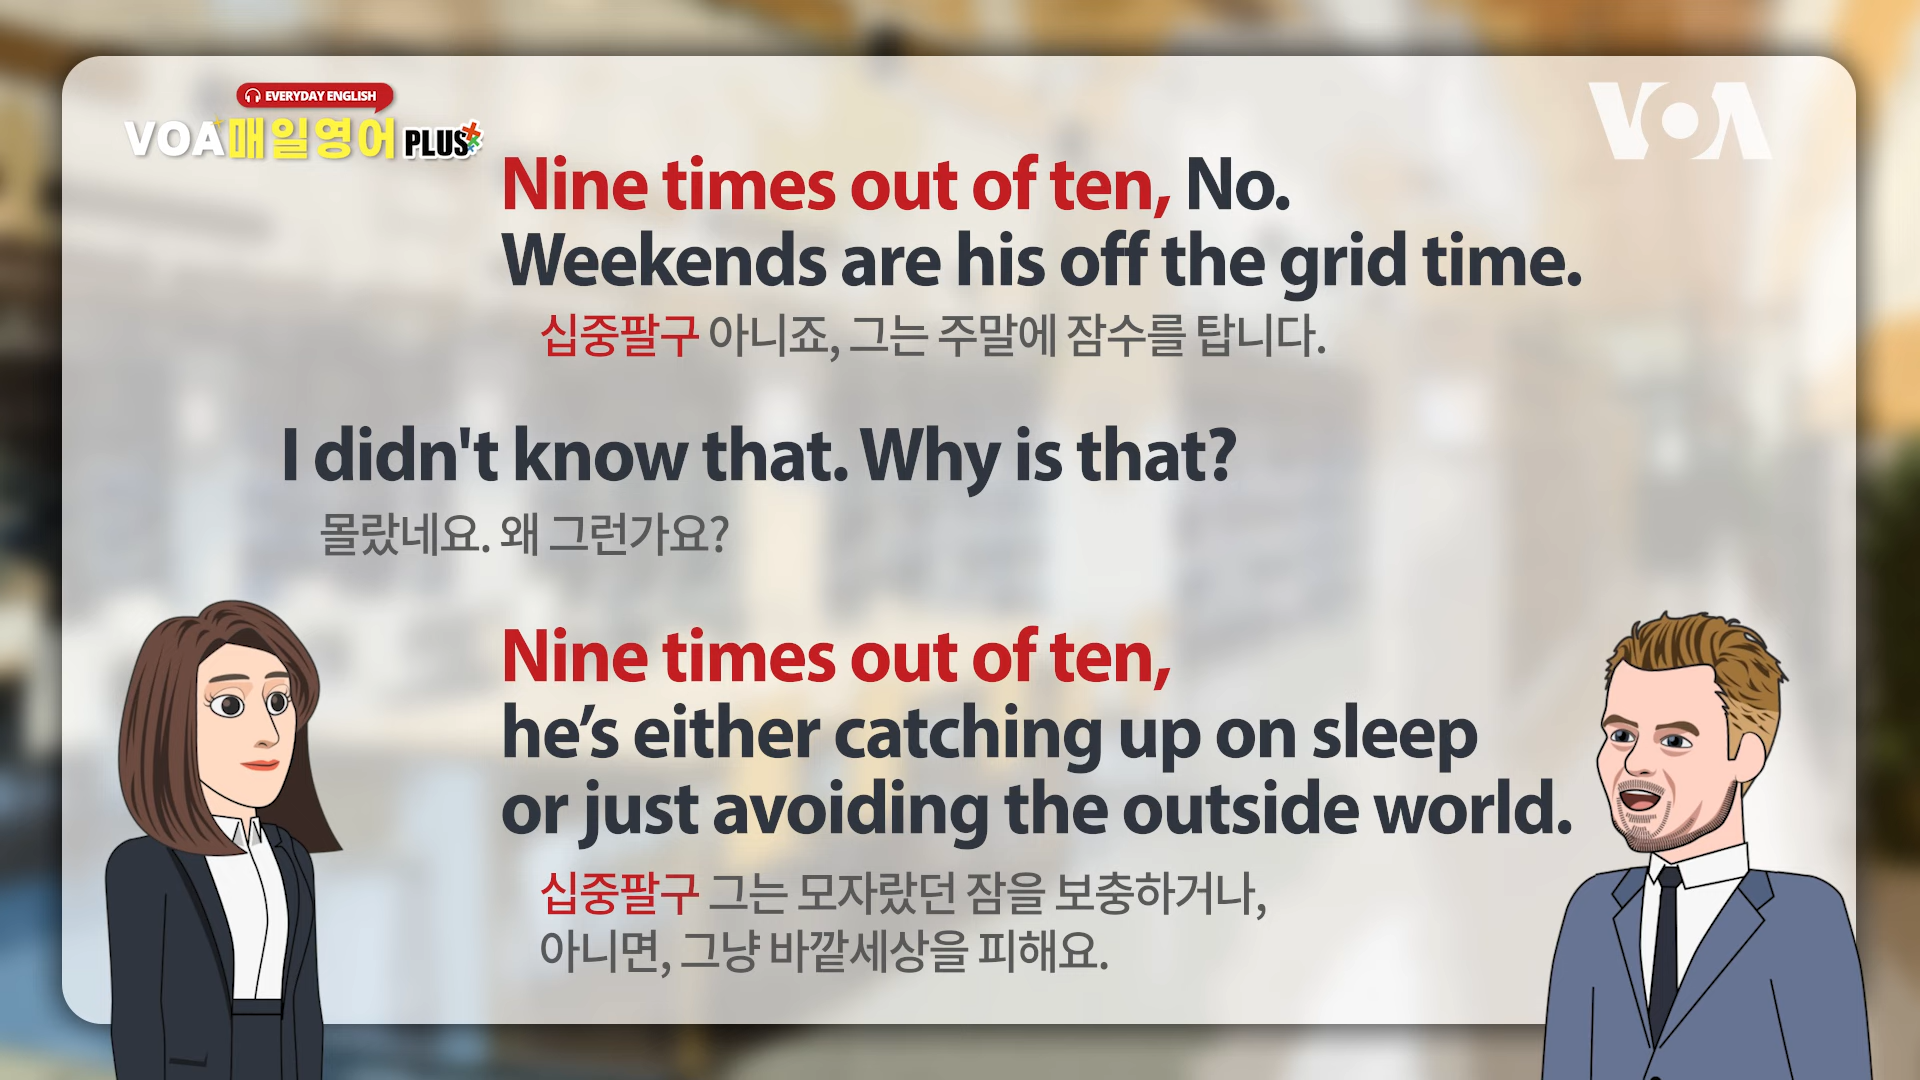 EVERYDAY ENGLISH
VOA매일영어 PLUS
VOA
Nine times out of ten, No.
Weekends are his off the grid time.
십중팔구 아니죠, 그는 주말에 잠수를 탑니다.
I didn't know that. Why is that?
몰랐네요. 왜 그런가요?
Nine times out of ten,
he’s either catching up on sleep
or just avoiding the outside world.
십중팔구 그는 모자랐던 잠을 보충하거나,
아니면, 그냥 바깥세상을 피해요.